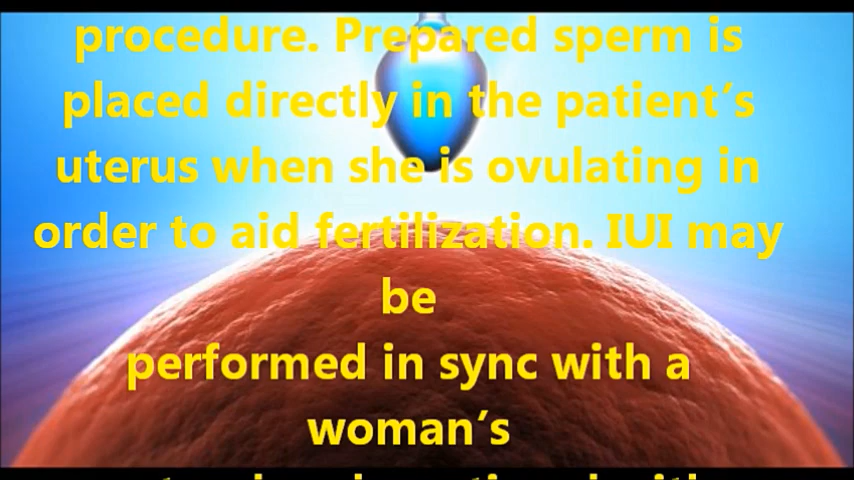 procedure. Prepared sperm is
placed directly in the patient's
uterus when she is ovulating in
order to aid fertilization. IUI may
be
performed in sync with a
woman's